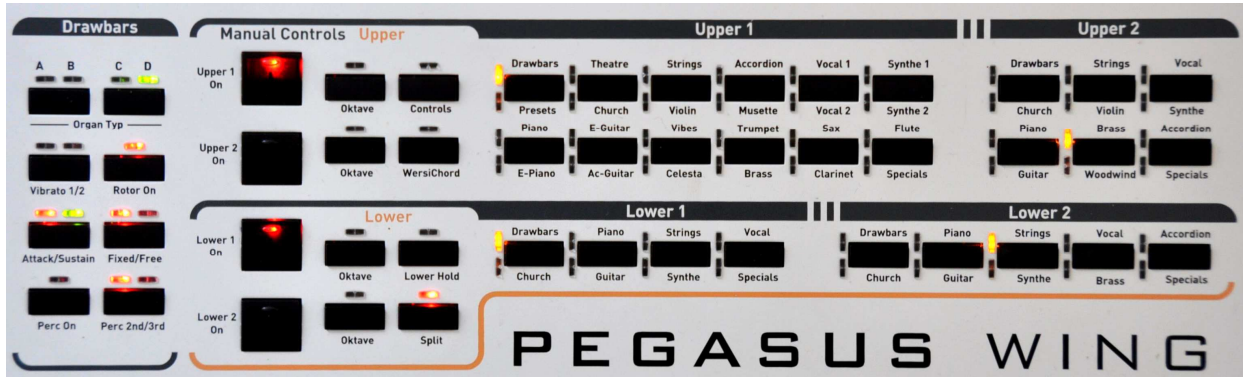 Drawbars
A B C D
Organ Typ
Vibrato 1/2 Rotor On
Attack/Sustain Fixed/Free
Perc On Perc 2nd/3rd
Manual Controls Upper
Upper 1 On
Oktave Controls
Upper 2 On
Oktave WersiChord
Upper 1
Drawbars Theatre Strings Accordion Vocal 1 Synthe 1
Presets Church Violin Musette Vocal 2 Synthe 2
Piano E-Guitar Vibes Trumpet Sax Flute
E-Piano Ac-Guitar Celesta Brass Clarinet Specials
Upper 2
Drawbars Strings Vocal
Church Violin Synthe
Piano Brass Accordion
Guitar Woodwind Specials
Lower
Lower 1 On
Oktave Lower Hold
Lower 2 On
Oktave Split
Lower 1
Drawbars Piano Strings Vocal
Church Guitar Synthe Specials
Lower 2
Drawbars Piano Strings Vocal Accordion
Church Guitar Synthe Brass Specials
PEGASUS WING